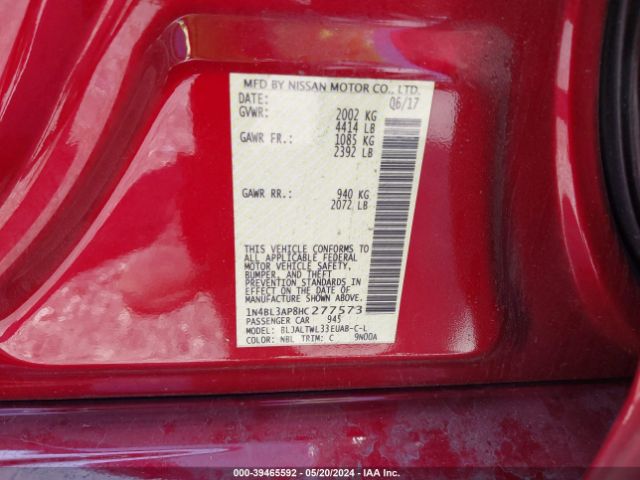 MFD BY NISSAN MOTOR CO., LTD.
DATE: 06/17
GVWR: 2002 KG
4414 LB
GAWR FR.: 1085 KG
2392 LB
GAWR RR.: 940 KG
2072 LB
THIS VEHICLE CONFORMS TO
ALL APPLICABLE FEDERAL
MOTOR VEHICLE SAFETY,
BUMPER, AND THEFT
PREVENTION STANDARDS
IN EFFECT ON THE DATE OF
MANUFACTURE SHOWN ABOVE.
1N4BL3AP8HC277573
PASSENGER CAR 945
MODEL: BLJALTWL33EUAB-C-L
COLOR: NBL TRIM: C 9N00A
000-39465592 - 05/20/2024 - IAA Inc.